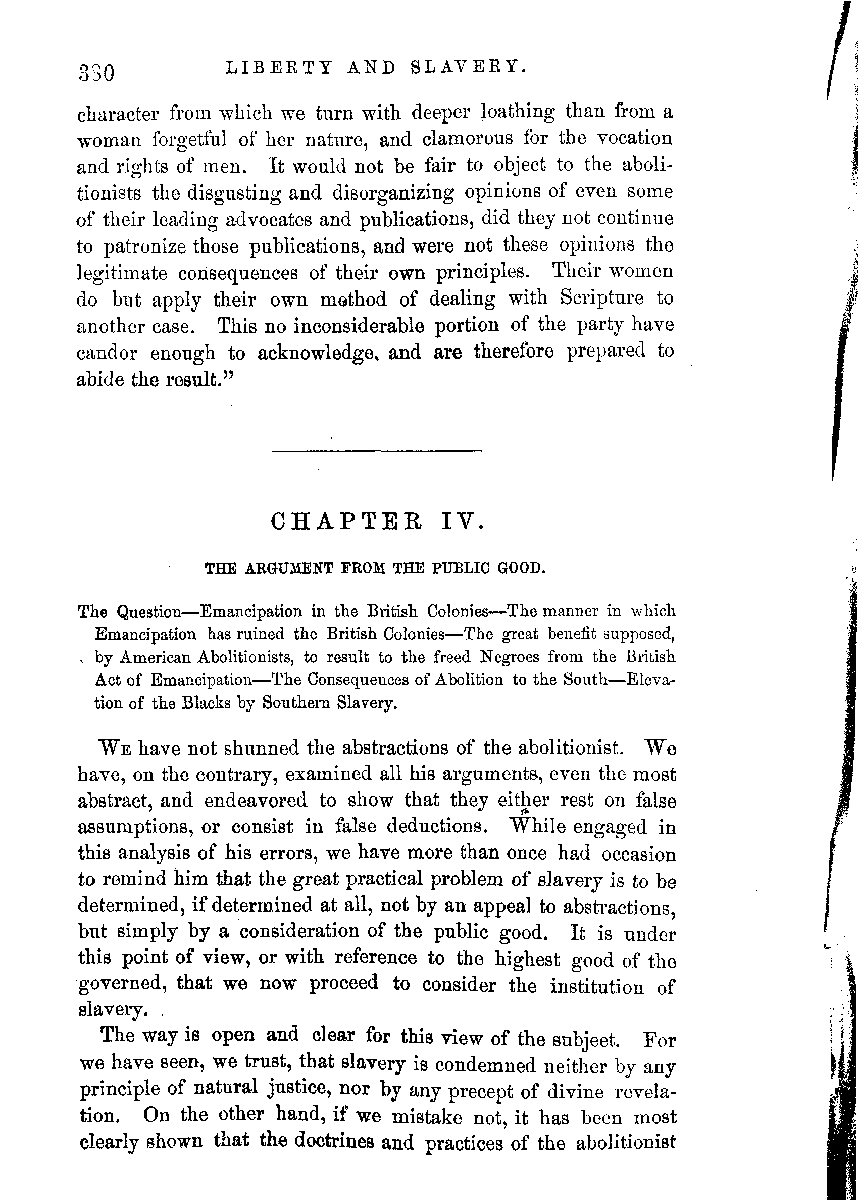 380 LIBERTY AND SLAVERY.
character from which we turn with deeper loathing than from a
woman forgetful of her nature, and clamorous for the vocation
and rights of men. It would not be fair to object to the aboli-
tionists the disgusting and disorganizing opinions of even some
of their leading advocates and publications, did they not continue
to patronize those publications, and were not these opinions the
legitimate consequences of their own principles. Their women
do but apply their own method of dealing with Scripture to
another case. This no inconsiderable portion of the party have
candor enough to acknowledge, and are therefore prepared to
abide the result.”
CHAPTER IV.
THE ARGUMENT FROM THE PUBLIC GOOD.
The Question—Emancipation in the British Colonies—The manner in which
Emancipation has ruined the British Colonies—The great benefit supposed,
by American Abolitionists, to result to the freed Negroes from the British
Act of Emancipation—The Consequences of Abolition to the South—Eleva-
tion of the Blacks by Southern Slavery.
WE have not shunned the abstractions of the abolitionist. We
have, on the contrary, examined all his arguments, even the most
abstract, and endeavored to show that they either rest on false
assumptions, or consist in false deductions. While engaged in
this analysis of his errors, we have more than once had occasion
to remind him that the great practical problem of slavery is to be
determined, if determined at all, not by an appeal to abstractions,
but simply by a consideration of the public good. It is under
this point of view, or with reference to the highest good of the
governed, that we now proceed to consider the institution of
slavery.
The way is open and clear for this view of the subject. For
we have seen, we trust, that slavery is condemned neither by any
principle of natural justice, nor by any precept of divine revela-
tion. On the other hand, if we mistake not, it has been most
clearly shown that the doctrines and practices of the abolitionist